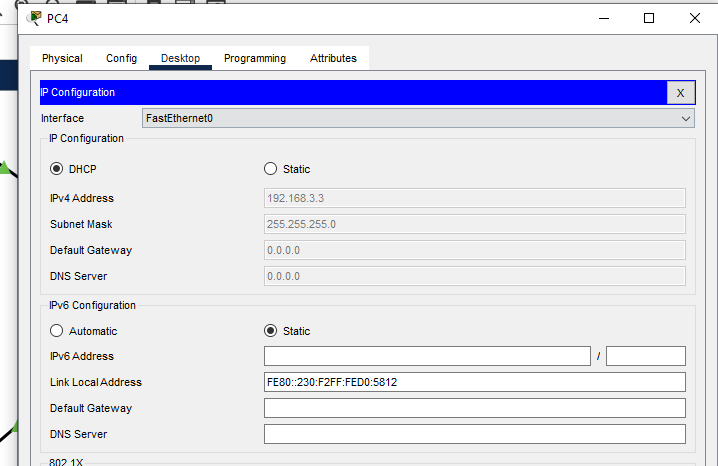 PC4
Physical Config Desktop Programming Attributes
IP Configuration X
Interface FastEthernet0
IP Configuration
DHCP Static
IPv4 Address 192.168.3.3
Subnet Mask 255.255.255.0
Default Gateway 0.0.0.0
DNS Server 0.0.0.0
IPv6 Configuration
Automatic Static
IPv6 Address /
Link Local Address FE80::230:F2FF:FED0:5812
Default Gateway
DNS Server
802.1X